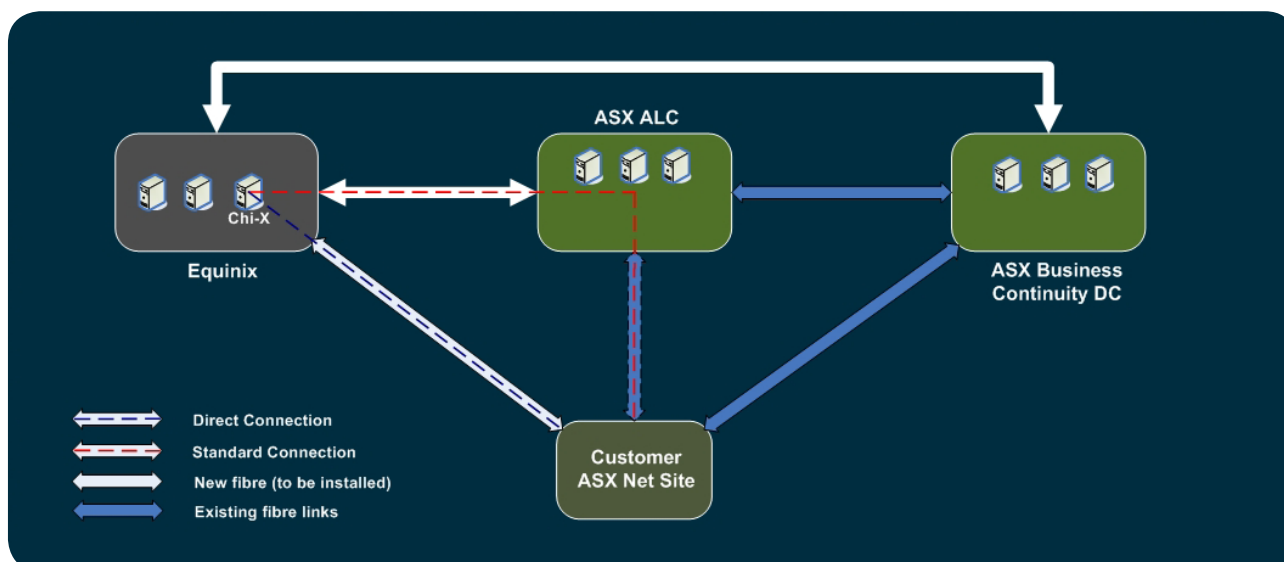 ASX ALC
Chi-X
Equinix
ASX Business
Continuity DC
Customer
ASX Net Site
Direct Connection
Standard Connection
New fibre (to be installed)
Existing fibre links